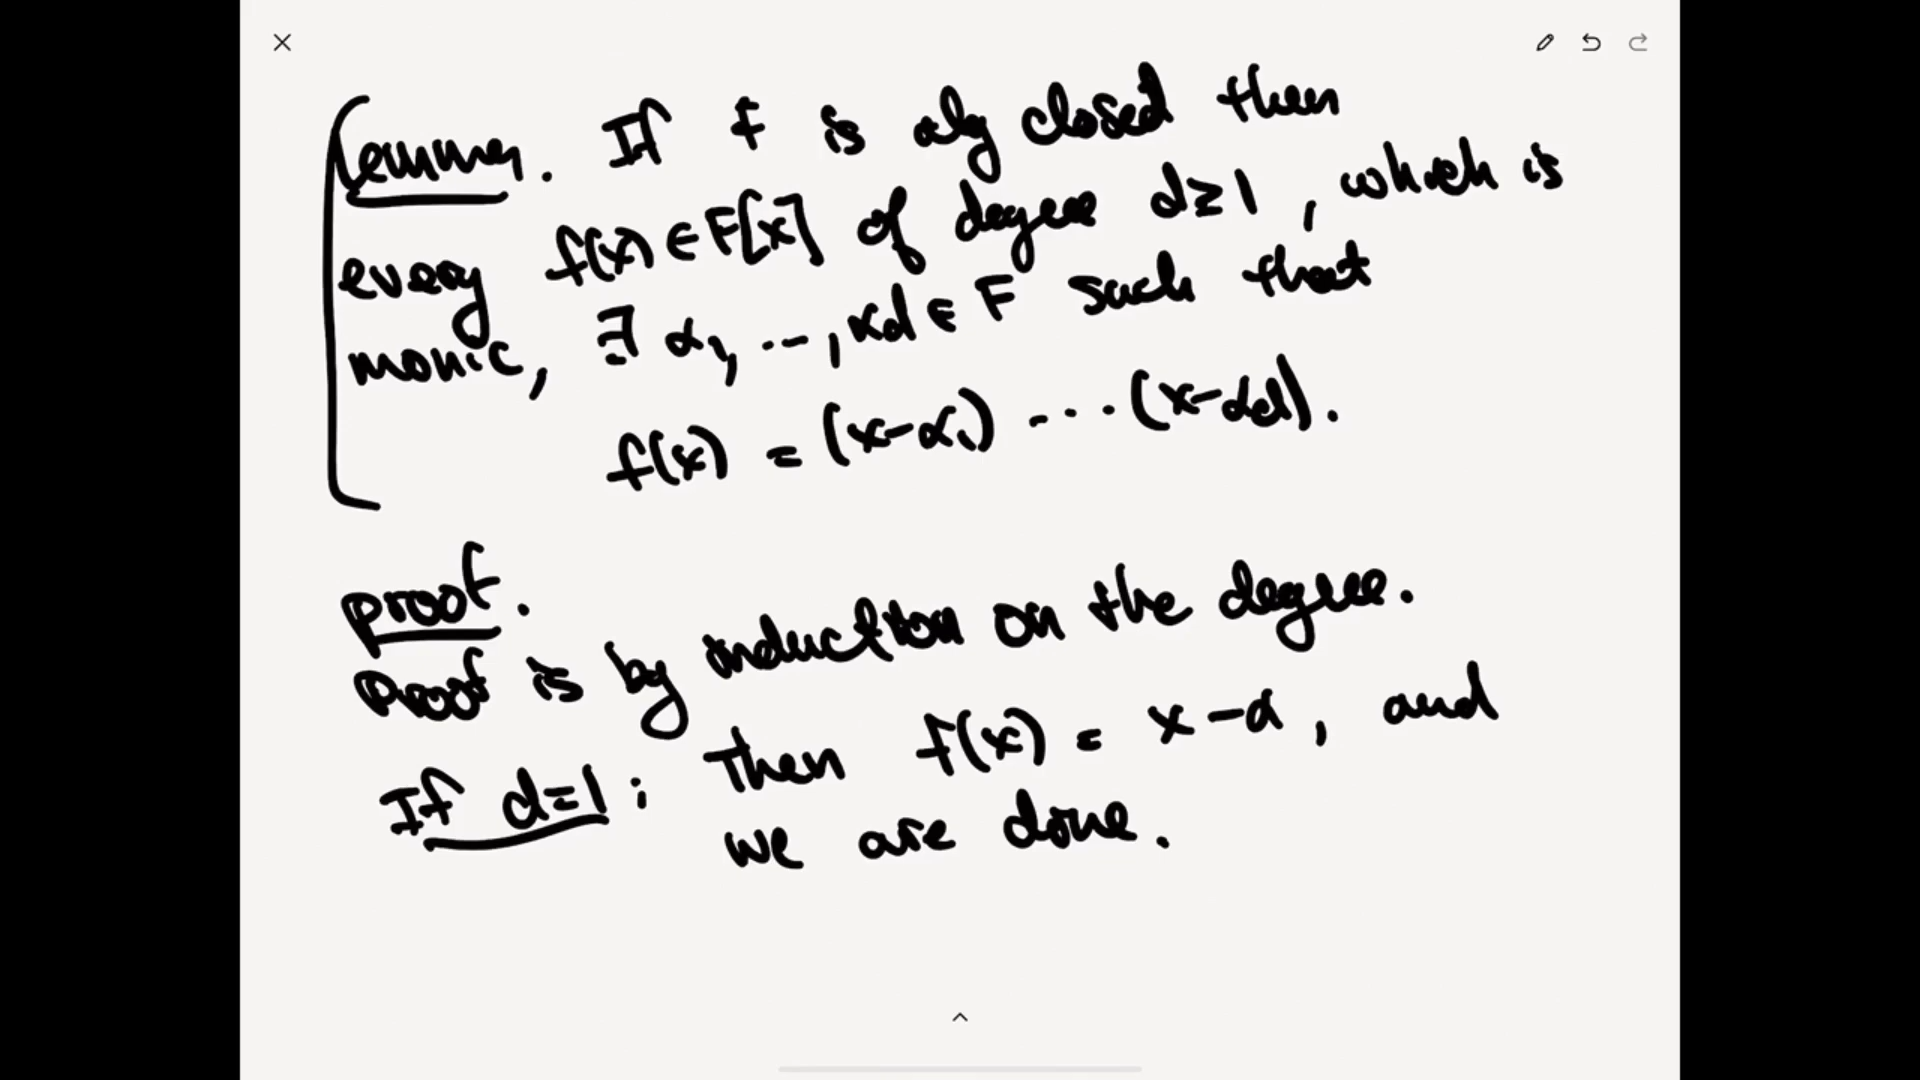 Lemma. If F is alg closed then
every f(x) ∈ F[x] of degree d≥1, which is
monic, ∃ α₁, ..., αd ∈ F such that
f(x) = (x-α₁) ... (x-αd).
proof.
Proof is by induction on the degree.
If d=1: Then f(x) = x-α, and
we are done.